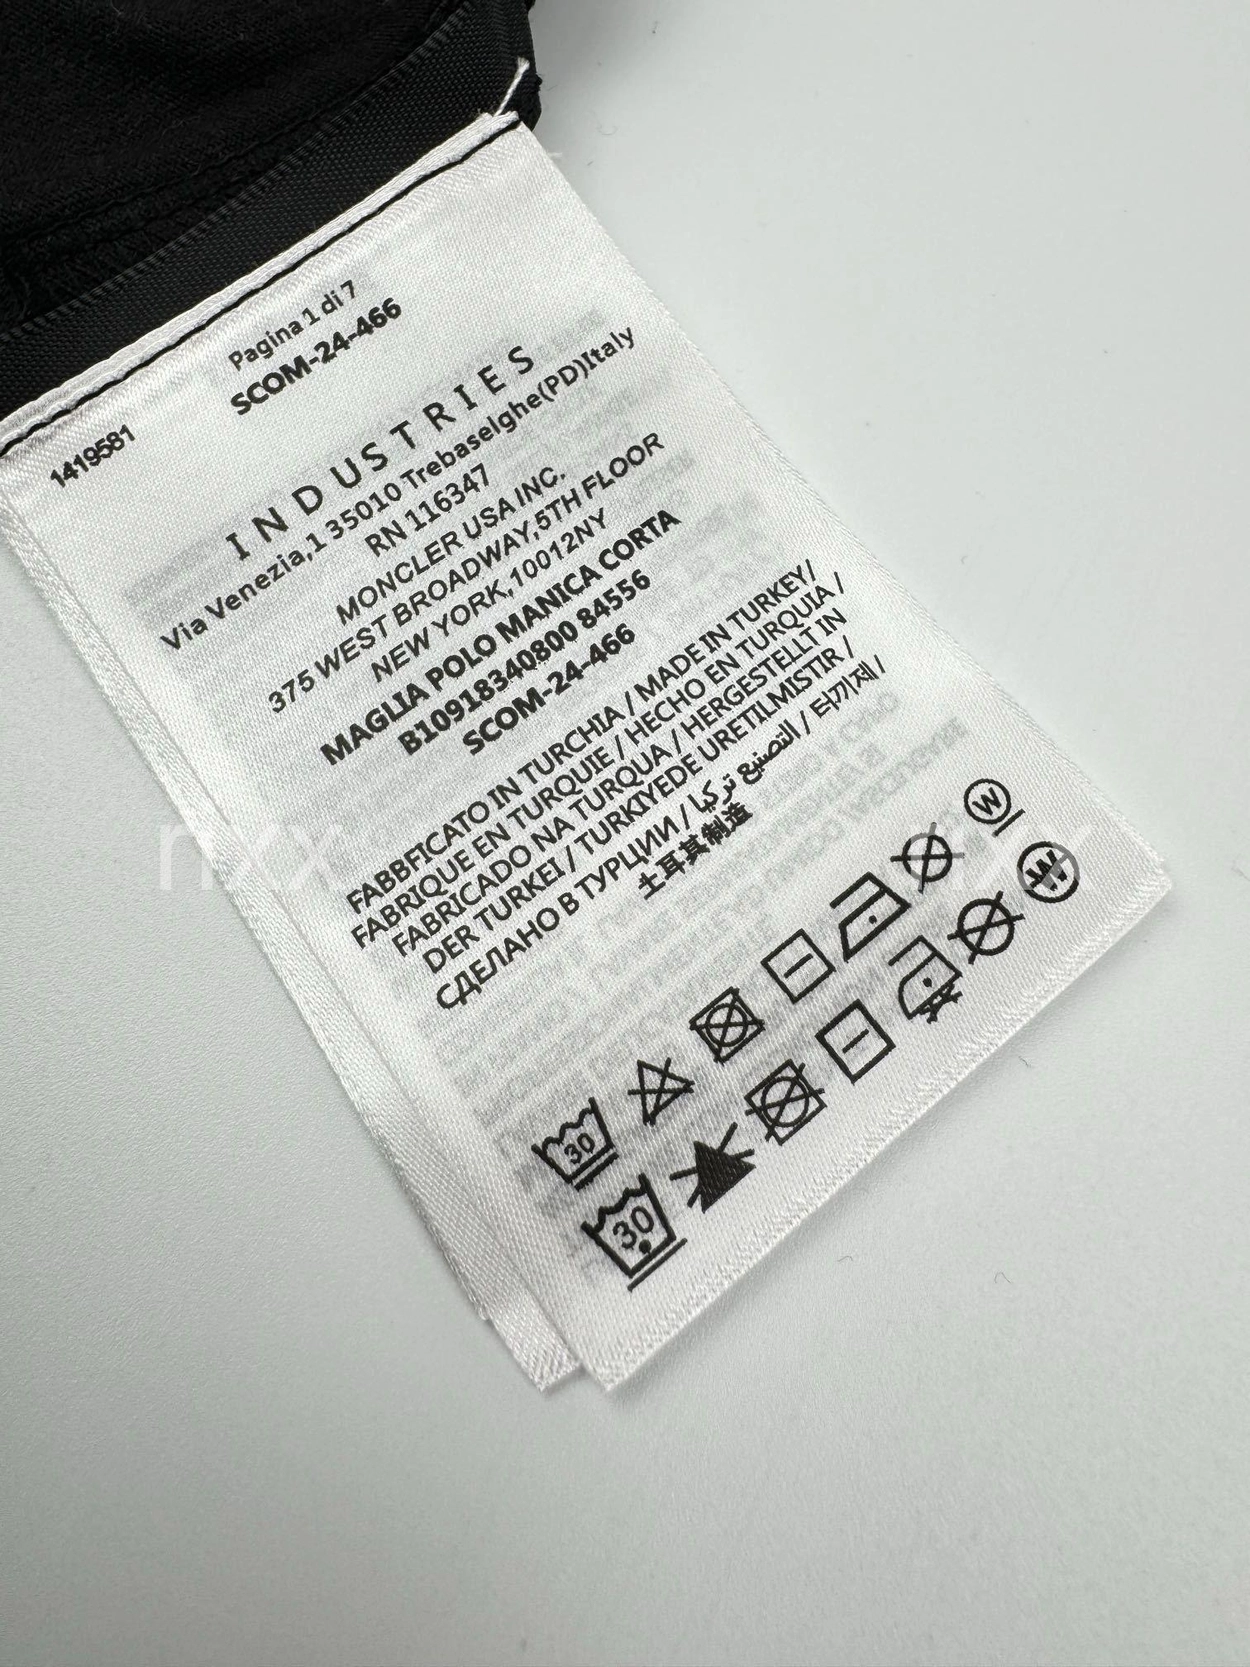 Pagina 1 di 7
SCOM-24-466
1419581
INDUSTRIES
Via Venezia,1 35010 Trebaselghe(PD)Italy
RN 116347
MONCLER USA INC.
375 WEST BROADWAY,5TH FLOOR
NEW YORK,10012NY
MAGLIA POLO MANICA CORTA
B10918340800 84556
SCOM-24-466
FABBFICATO IN TURCHIA / MADE IN TURKEY/
FABRIQUE EN TURQUIE / HECHO EN TURQUIA /
FABRICADO NA TURQUA / HERGESTELLT IN
DER TURKEI / TURKIYEDE URETILMISTIR /
СДЕЛАНО В ТУРЦИИ / التصنيع تركيا / 터키제 /
土耳其制造
W
W
30
30
nxx